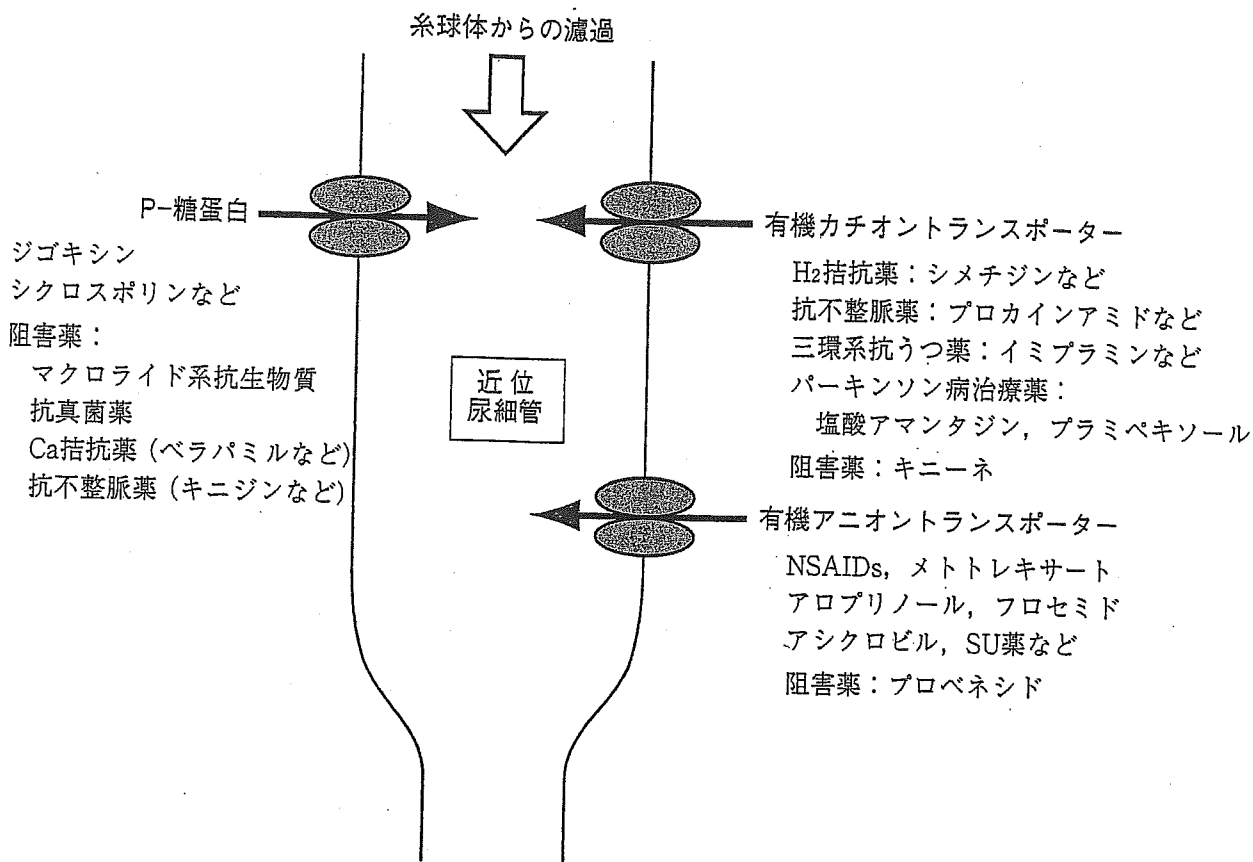 糸球体からの濾過
P-糖蛋白
ジゴキシン
シクロスポリンなど
阻害薬：
マクロライド系抗生物質
抗真菌薬
Ca拮抗薬（ベラパミルなど）
抗不整脈薬（キニジンなど）
近位
尿細管
有機カチオントランスポーター
H2拮抗薬：シメチジンなど
抗不整脈薬：プロカインアミドなど
三環系抗うつ薬：イミプラミンなど
パーキンソン病治療薬：
塩酸アマンタジン，プラミペキソール
阻害薬：キニーネ
有機アニオントランスポーター
NSAIDs，メトトレキサート
アロプリノール，フロセミド
アシクロビル，SU薬など
阻害薬：プロベネシド